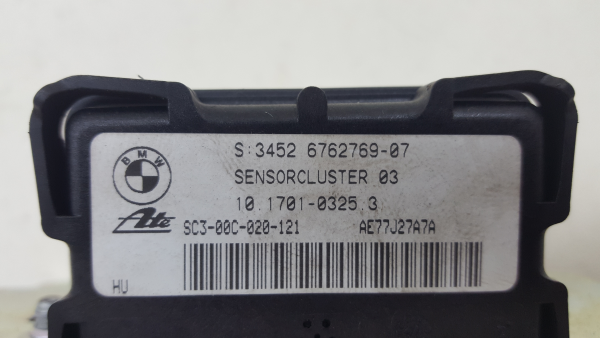 BMW
S:3452 6762769-07
SENSORCLUSTER 03
Ate
10.1701-0325.3
SC3-00C-020-121 AE77J27A7A
HU